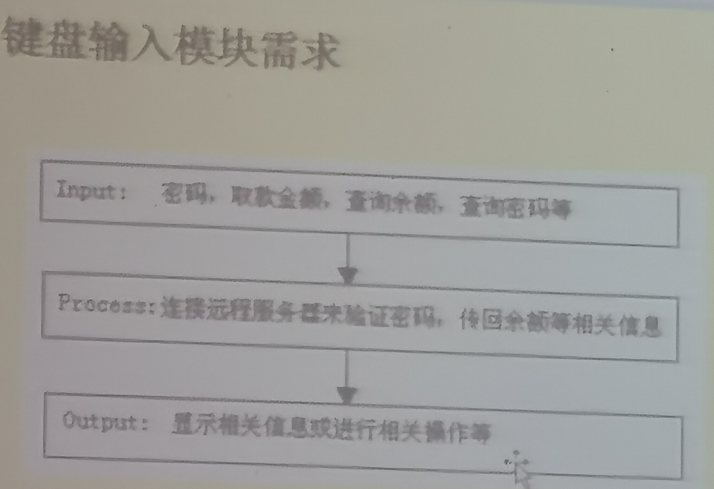 键盘输入模块需求
Input: 密码，取款金额，查询余额，查询密码等
Process:连接远程服务器来验证密码，传回余额等相关信息
Output: 显示相关信息或进行相关操作等